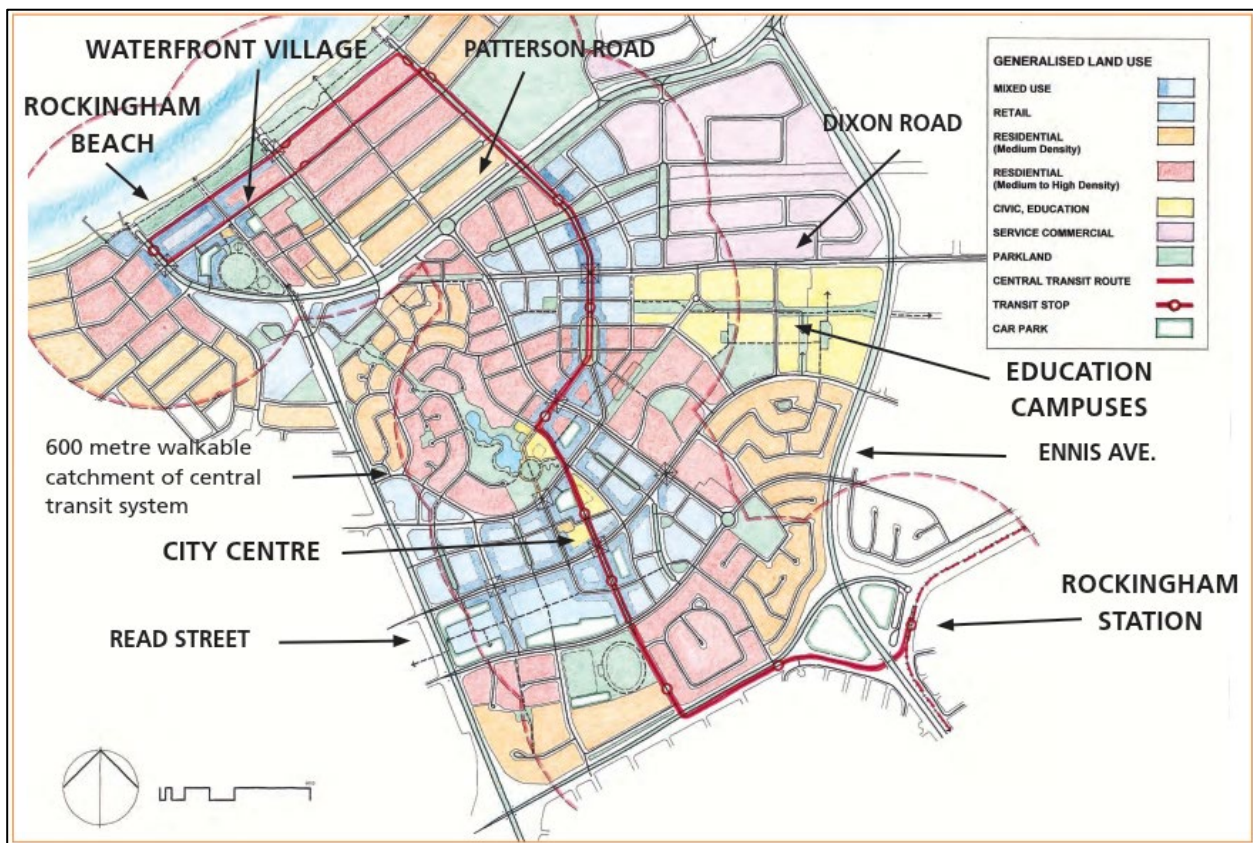 WATERFRONT VILLAGE
PATTERSON ROAD
ROCKINGHAM
BEACH
DIXON ROAD
GENERALISED LAND USE
MIXED USE
RETAIL
RESIDENTIAL
(Medium Density)
RESDIENTIAL
(Medium to High Density)
CIVIC, EDUCATION
SERVICE COMMERCIAL
PARKLAND
CENTRAL TRANSIT ROUTE
TRANSIT STOP
CAR PARK
EDUCATION
CAMPUSES
600 metre walkable
catchment of central
transit system
ENNIS AVE.
CITY CENTRE
ROCKINGHAM
STATION
READ STREET